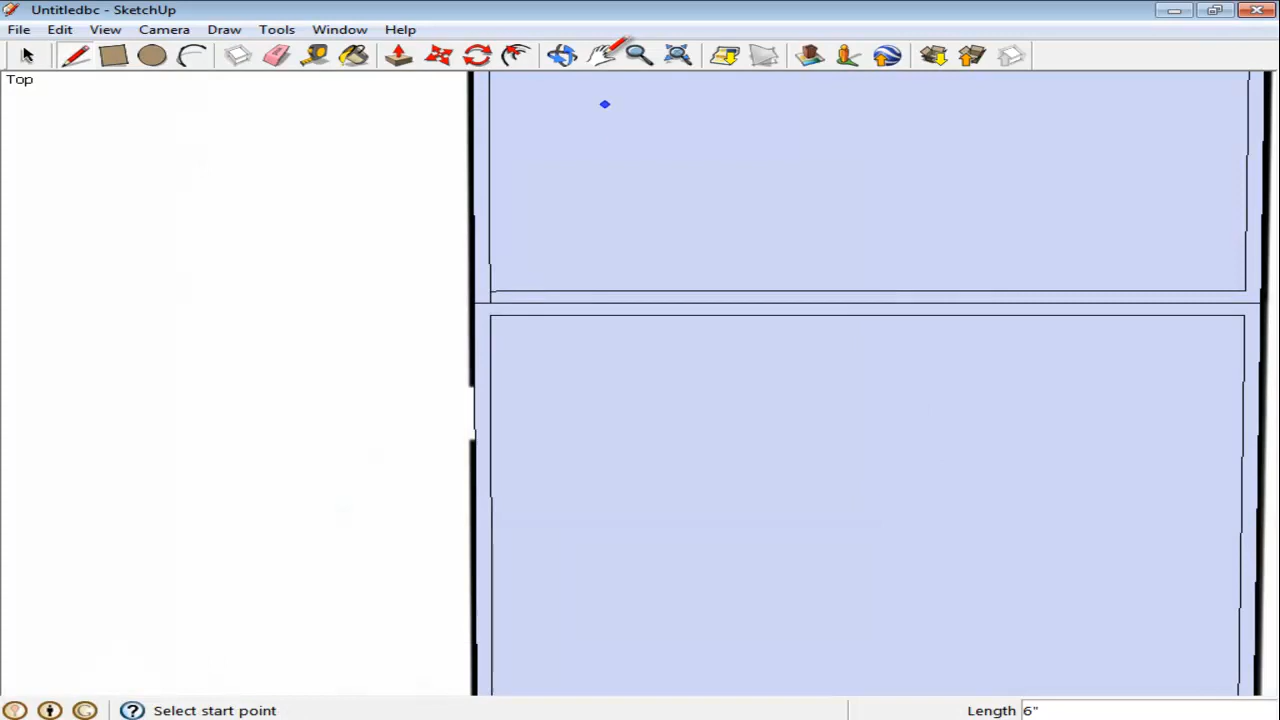 Untitledbc - SketchUp
File Edit View Camera Draw Tools Window Help
Top
Select start point
Length 6"